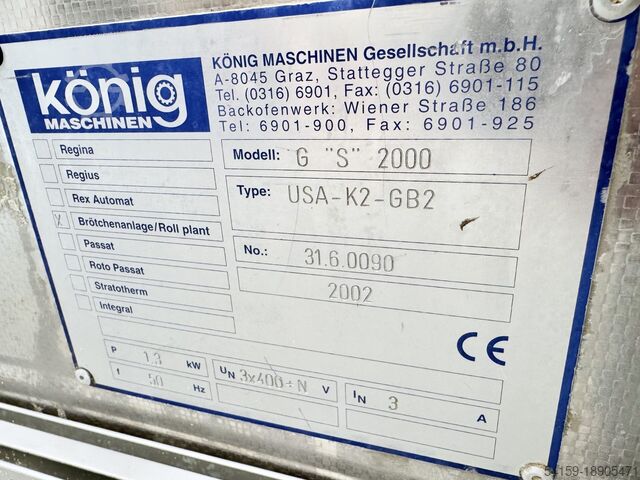 könig
MASCHINEN
KÖNIG MASCHINEN Gesellschaft m.b.H.
A-8045 Graz, Stattegger Straße 80
Tel. (0316) 6901, Fax: (0316) 6901-115
Backofenwerk: Wiener Straße 186
Tel: 6901-900, Fax: 6901-925
Regina
Regius
Rex Automat
X Brötchenanlage/Roll plant
Passat
Roto Passat
Stratotherm
Integral
Modell: G "S" 2000
Type: USA-K2-GB2
No.: 31.6.0090
2002
CE
P 1,3 kW
f 50 Hz
UN 3x400÷N V
IN 3 A
54159-18905471